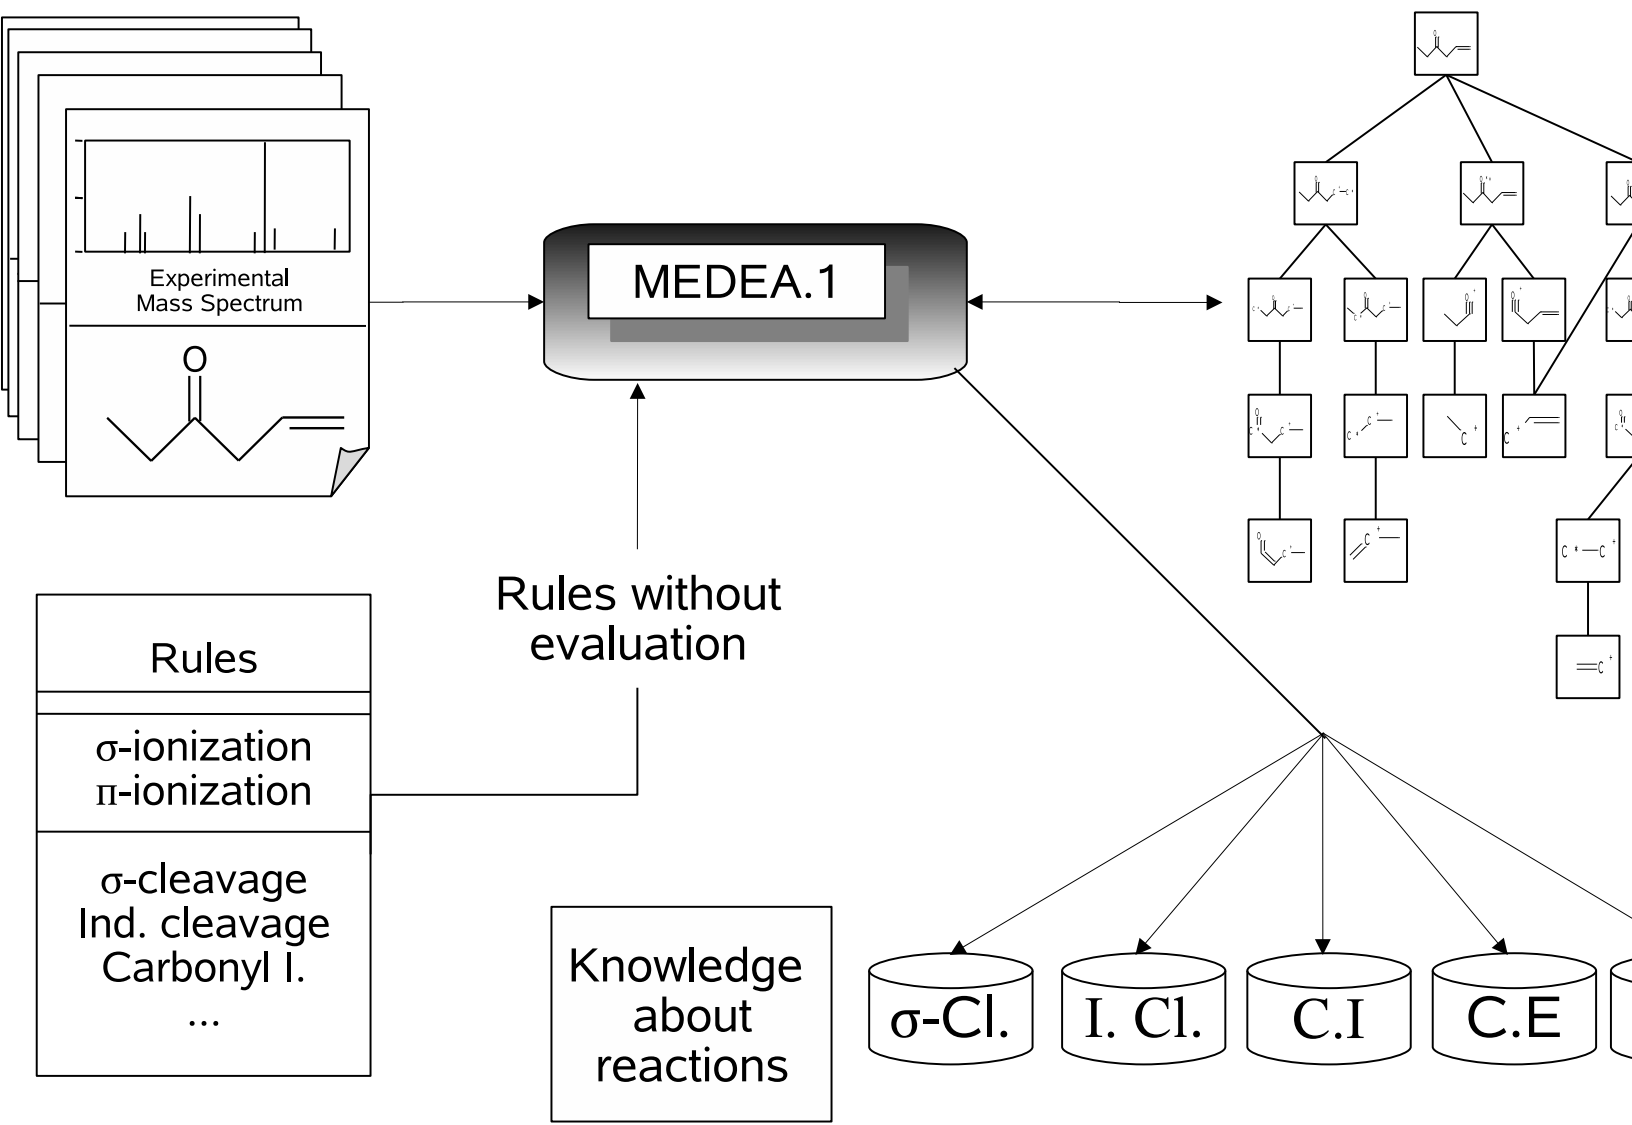 Experimental
Mass Spectrum
O
MEDEA.1
Rules without
evaluation
Rules
σ-ionization
π-ionization
σ-cleavage
Ind. cleavage
Carbonyl I.
...
Knowledge
about
reactions
σ-Cl.
I. Cl.
C.I
C.E